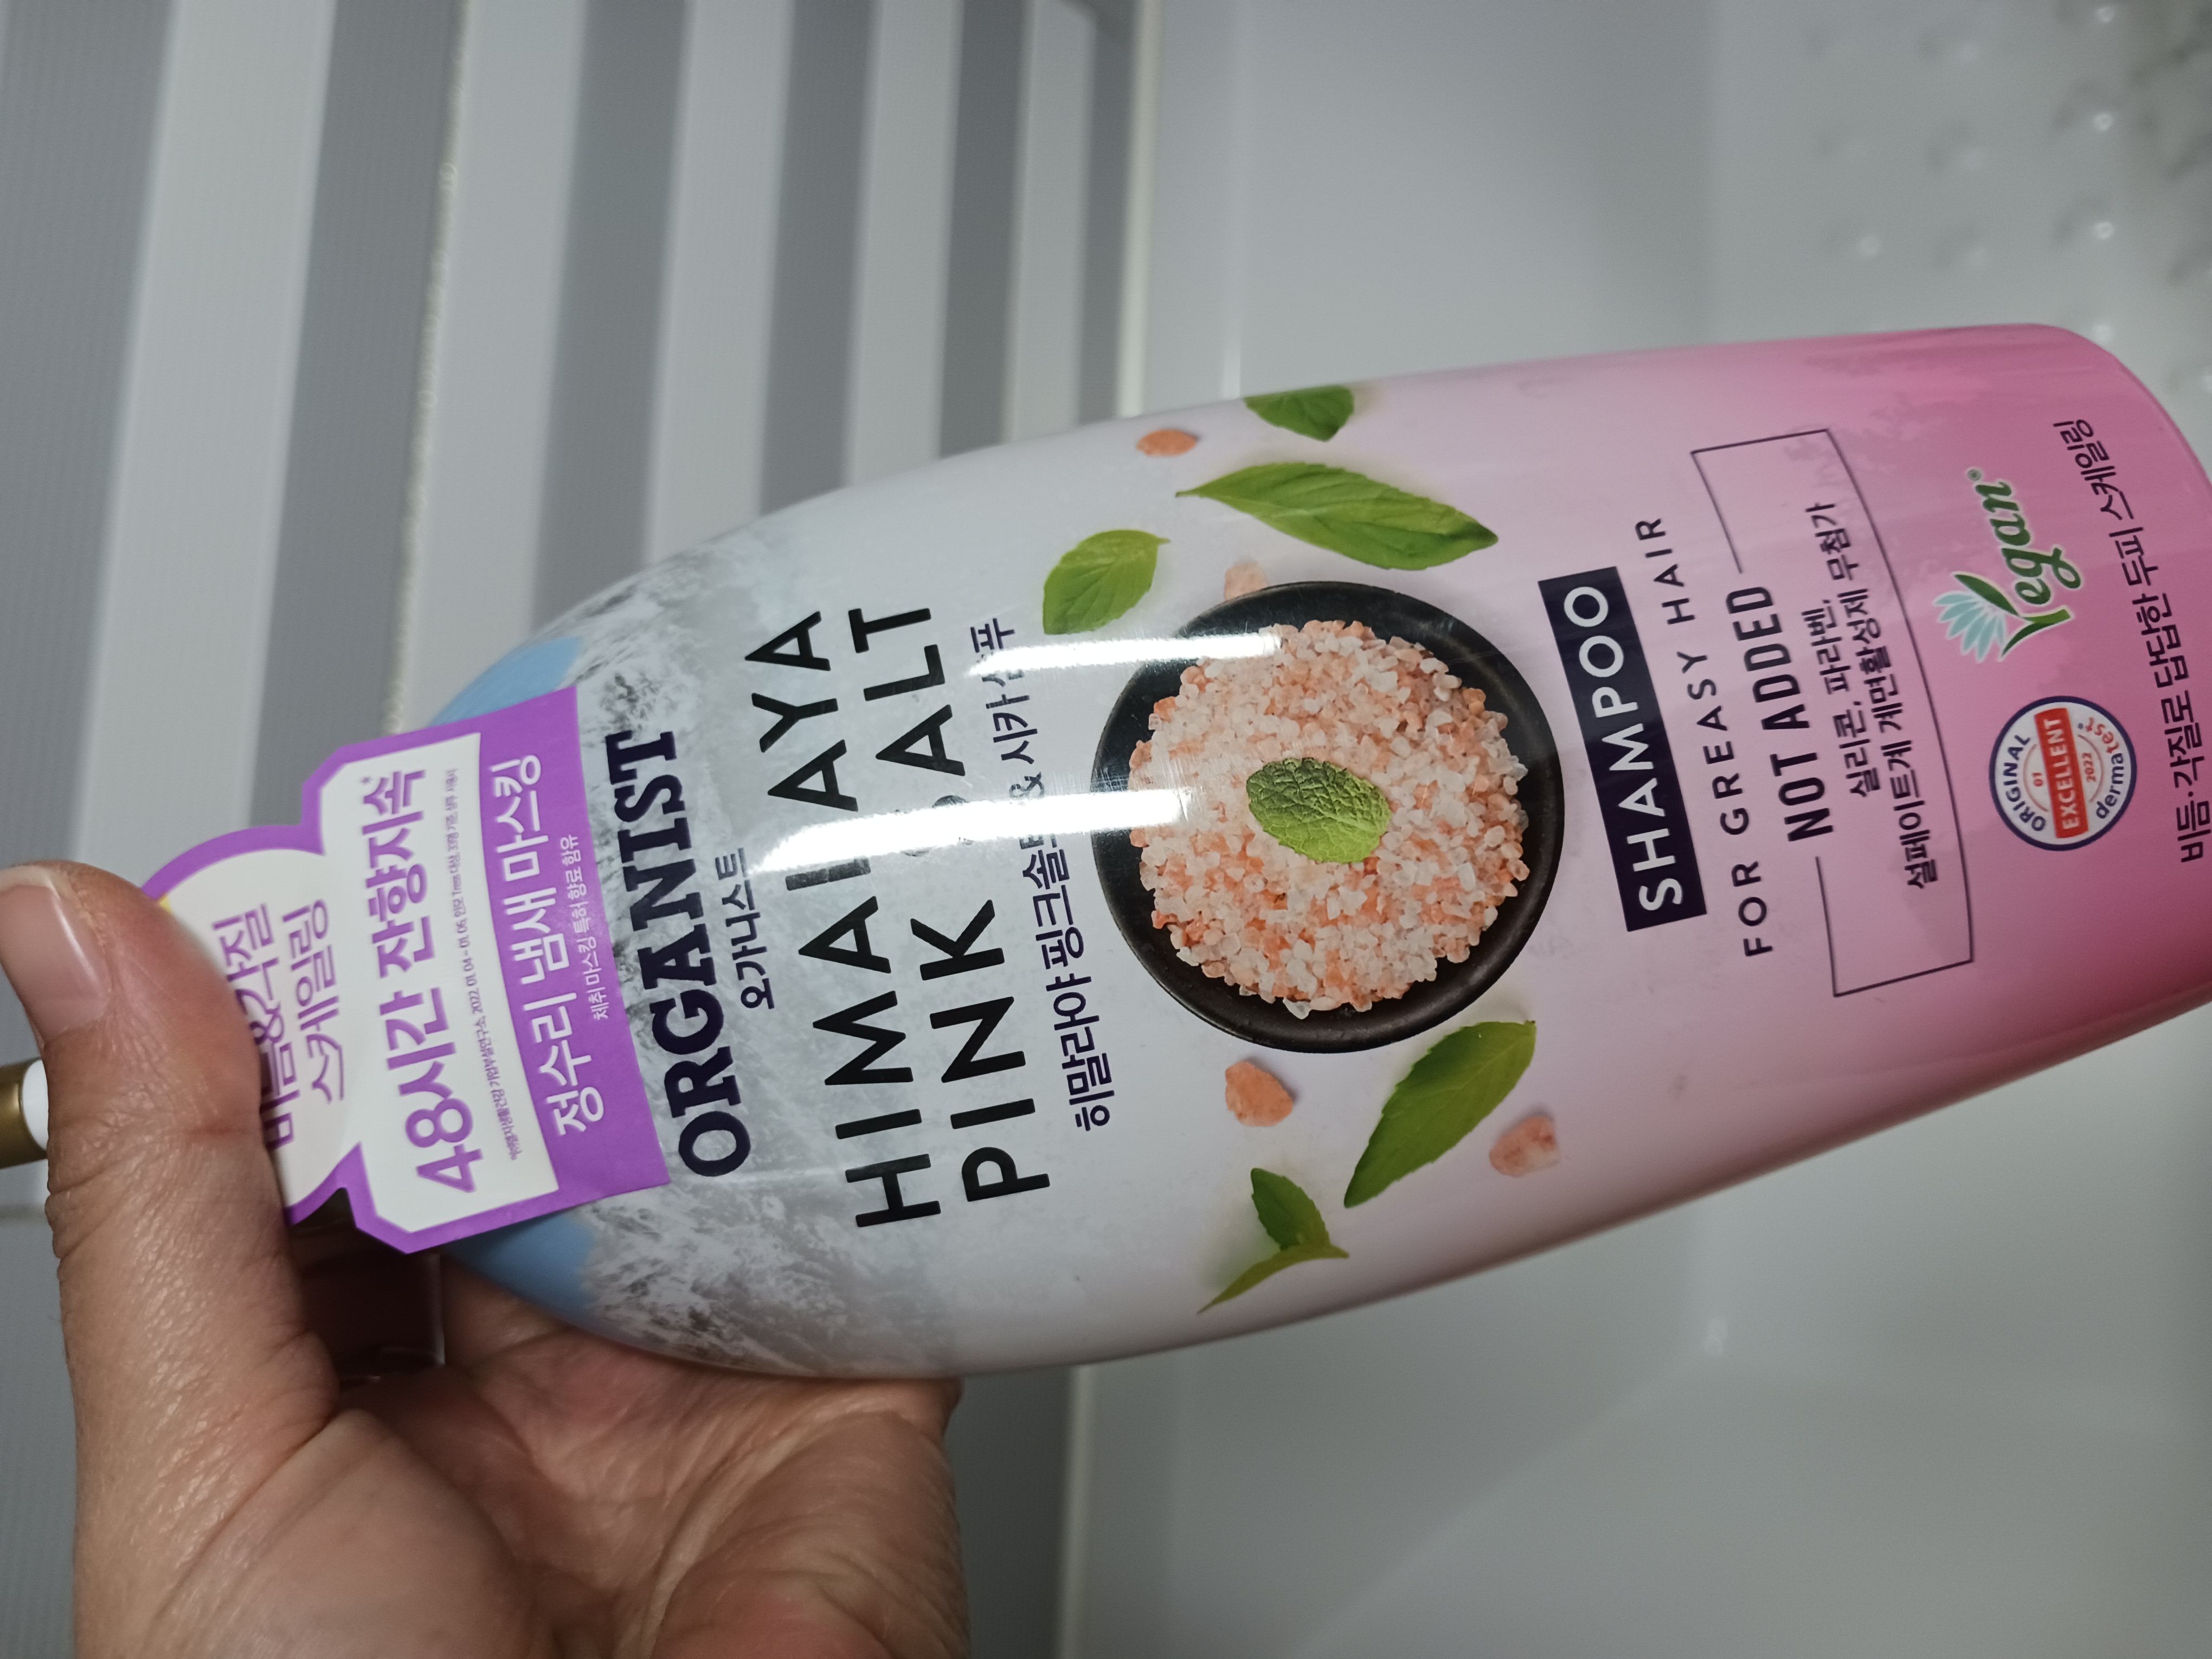 스케일링
48시간 잔향지속*
정수리 냄새 마스킹
체취 마스킹 특허 향료 함유
ORGANIST
오가니스트
HIMALAYA
PINK SALT
히말라야 핑크솔트 & 시카 샴푸
SHAMPOO
FOR GREASY HAIR
NOT ADDED
실리콘, 파라벤,
설페이트계 계면활성제 무첨가
ORIGINAL
01
EXCELLENT
2022
dermatest®
Vegan®
비듬·각질로 답답한 두피 스케일링